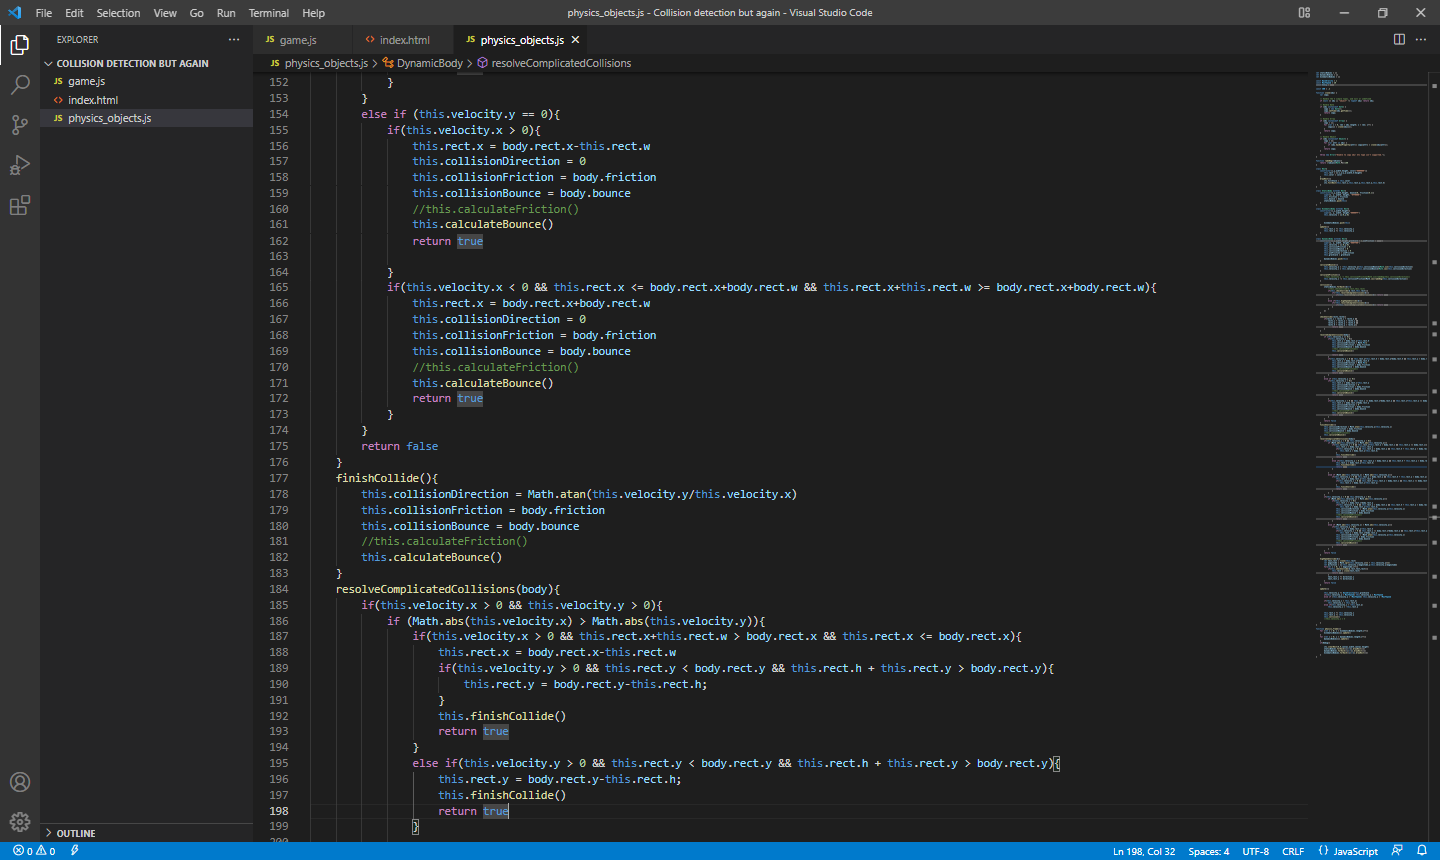 File Edit Selection View Go Run Terminal Help
physics_objects.js - Collision detection but again - Visual Studio Code
EXPLORER
game.js
index.html
physics_objects.js
physics_objects.js > DynamicBody > resolveComplicatedCollisions
COLLISION DETECTION BUT AGAIN
JS game.js
<> index.html
JS physics_objects.js
152 }
153 }
154 else if (this.velocity.y == 0){
155 if(this.velocity.x > 0){
156 this.rect.x = body.rect.x-this.rect.w
157 this.collisionDirection = 0
158 this.collisionFriction = body.friction
159 this.collisionBounce = body.bounce
160 //this.calculateFriction()
161 this.calculateBounce()
162 return true
163
164 }
165 if(this.velocity.x < 0 && this.rect.x <= body.rect.x+body.rect.w && this.rect.x+this.rect.w >= body.rect.x+body.rect.w){
166 this.rect.x = body.rect.x+body.rect.w
167 this.collisionDirection = 0
168 this.collisionFriction = body.friction
169 this.collisionBounce = body.bounce
170 //this.calculateFriction()
171 this.calculateBounce()
172 return true
173 }
174 }
175 return false
176 }
177 finishCollide(){
178 this.collisionDirection = Math.atan(this.velocity.y/this.velocity.x)
179 this.collisionFriction = body.friction
180 this.collisionBounce = body.bounce
181 //this.calculateFriction()
182 this.calculateBounce()
183 }
184 resolveComplicatedCollisions(body){
185 if(this.velocity.x > 0 && this.velocity.y > 0){
186 if (Math.abs(this.velocity.x) > Math.abs(this.velocity.y)){
187 if(this.velocity.x > 0 && this.rect.x+this.rect.w > body.rect.x && this.rect.x <= body.rect.x){
188 this.rect.x = body.rect.x-this.rect.w
189 if(this.velocity.y > 0 && this.rect.y < body.rect.y && this.rect.h + this.rect.y > body.rect.y){
190 this.rect.y = body.rect.y-this.rect.h;
191 }
192 this.finishCollide()
193 return true
194 }
195 else if(this.velocity.y > 0 && this.rect.y < body.rect.y && this.rect.h + this.rect.y > body.rect.y){
196 this.rect.y = body.rect.y-this.rect.h;
197 this.finishCollide()
198 return true
199 }
OUTLINE
0 0 Ln 198, Col 32 Spaces: 4 UTF-8 CRLF {} JavaScript